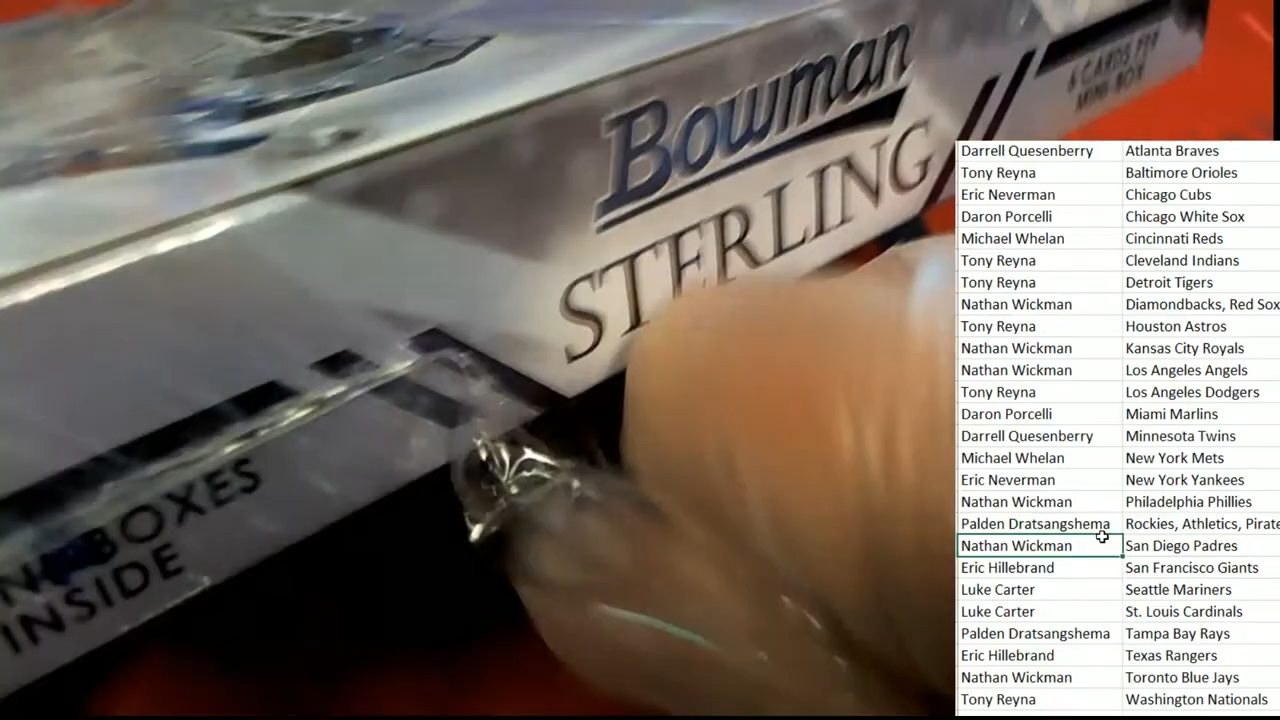 Bowman
STERLING
6 CARDS PER
MINI-BOX
BOXES
INSIDE
Darrell Quesenberry Atlanta Braves
Tony Reyna Baltimore Orioles
Eric Neverman Chicago Cubs
Daron Porcelli Chicago White Sox
Michael Whelan Cincinnati Reds
Tony Reyna Cleveland Indians
Tony Reyna Detroit Tigers
Nathan Wickman Diamondbacks, Red Sox
Tony Reyna Houston Astros
Nathan Wickman Kansas City Royals
Nathan Wickman Los Angeles Angels
Tony Reyna Los Angeles Dodgers
Daron Porcelli Miami Marlins
Darrell Quesenberry Minnesota Twins
Michael Whelan New York Mets
Eric Neverman New York Yankees
Nathan Wickman Philadelphia Phillies
Palden Dratsangshema Rockies, Athletics, Pirate
Nathan Wickman San Diego Padres
Eric Hillebrand San Francisco Giants
Luke Carter Seattle Mariners
Luke Carter St. Louis Cardinals
Palden Dratsangshema Tampa Bay Rays
Eric Hillebrand Texas Rangers
Nathan Wickman Toronto Blue Jays
Tony Reyna Washington Nationals